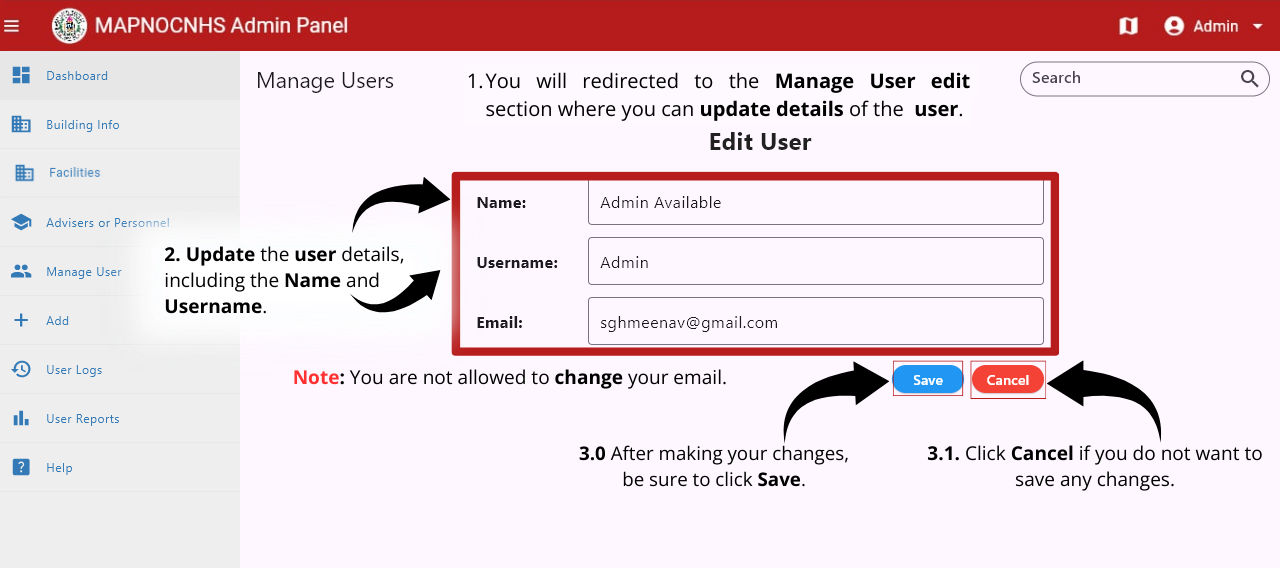 MAPNOCNHS Admin Panel
Admin
Dashboard
Building Info
Facilities
Advisers or Personnel
Manage User
Add
User Logs
User Reports
Help
Manage Users
1. You will redirected to the Manage User edit
section where you can update details of the user.
Search
Edit User
Name:
Admin Available
Username:
Admin
Email:
sghmeenav@gmail.com
2. Update the user details,
including the Name and
Username.
Note: You are not allowed to change your email.
Save
Cancel
3.0 After making your changes,
be sure to click Save.
3.1. Click Cancel if you do not want to
save any changes.